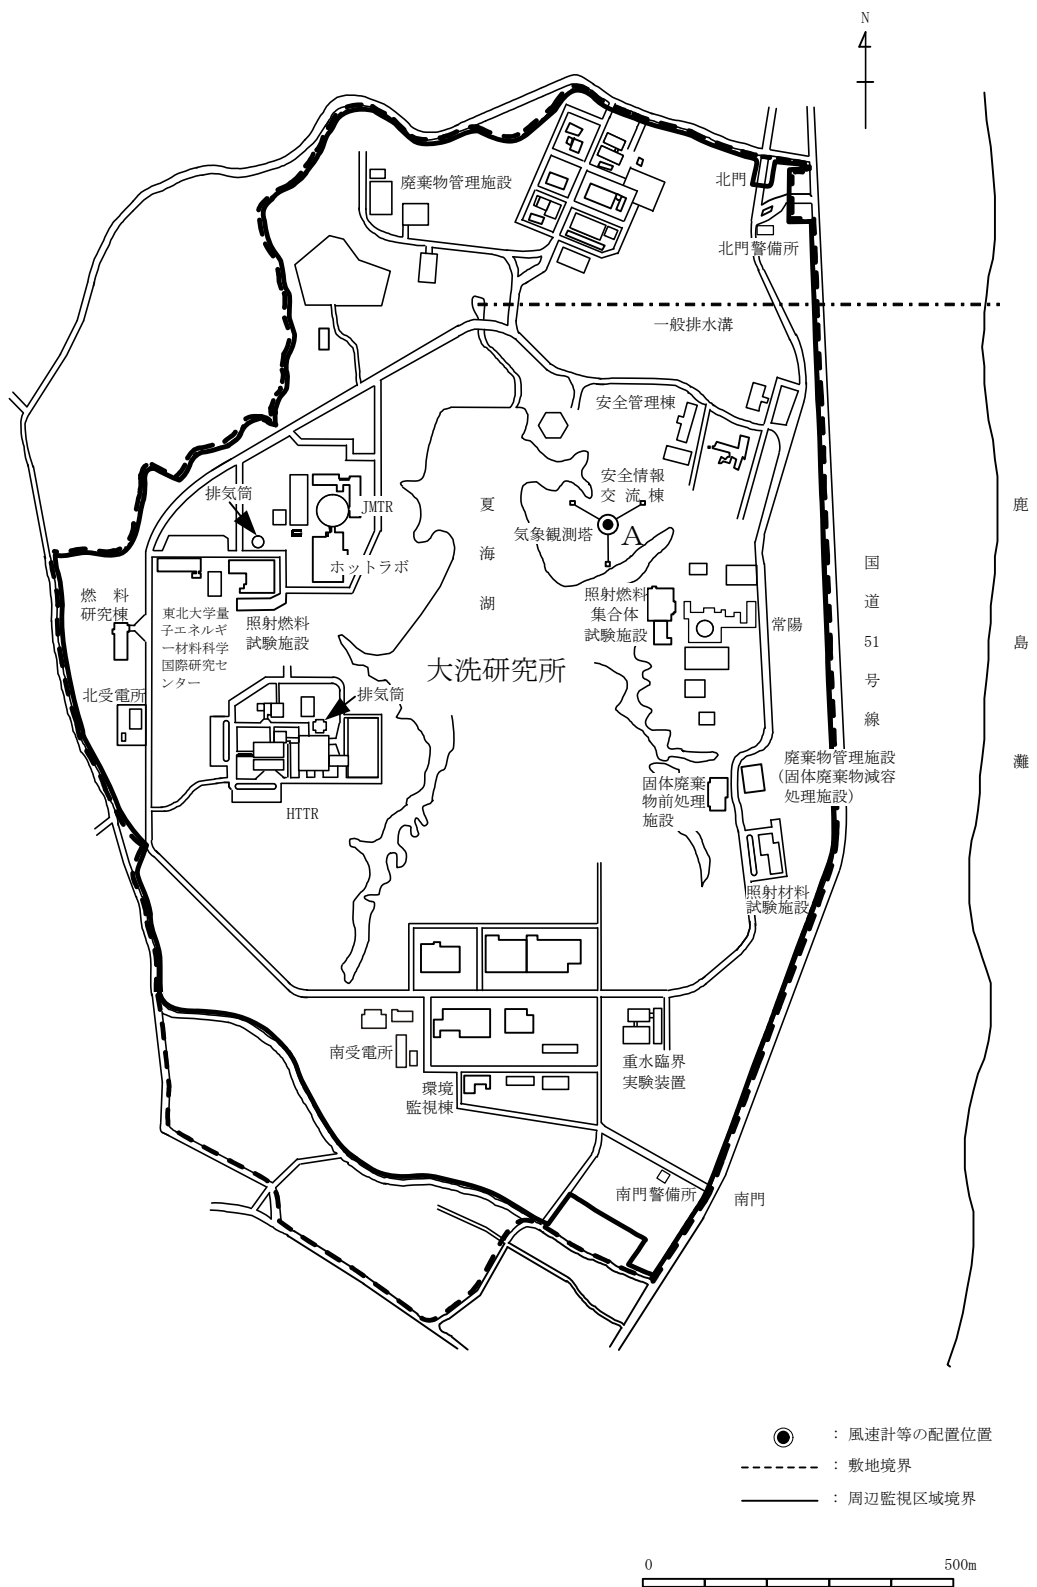 N
北門
廃棄物管理施設
北門警備所
一般排水溝
安全管理棟
安全情報
交流棟
排気筒
JMTR
夏海湖
気象観測塔
A
鹿島灘
国道51号線
ホットラボ
燃料
研究棟
東北大学量
子エネルギ
ー材料科学
国際研究セ
ンター
照射燃料
試験施設
照射燃料
集合体
試験施設
常陽
大洗研究所
北受電所
排気筒
廃棄物管理施設
(固体廃棄物減容
処理施設)
固体廃棄
物前処理
施設
HTTR
照射材料
試験施設
南受電所
重水臨界
実験装置
環境
監視棟
南門警備所
南門
：風速計等の配置位置
：敷地境界
：周辺監視区域境界
0 500m